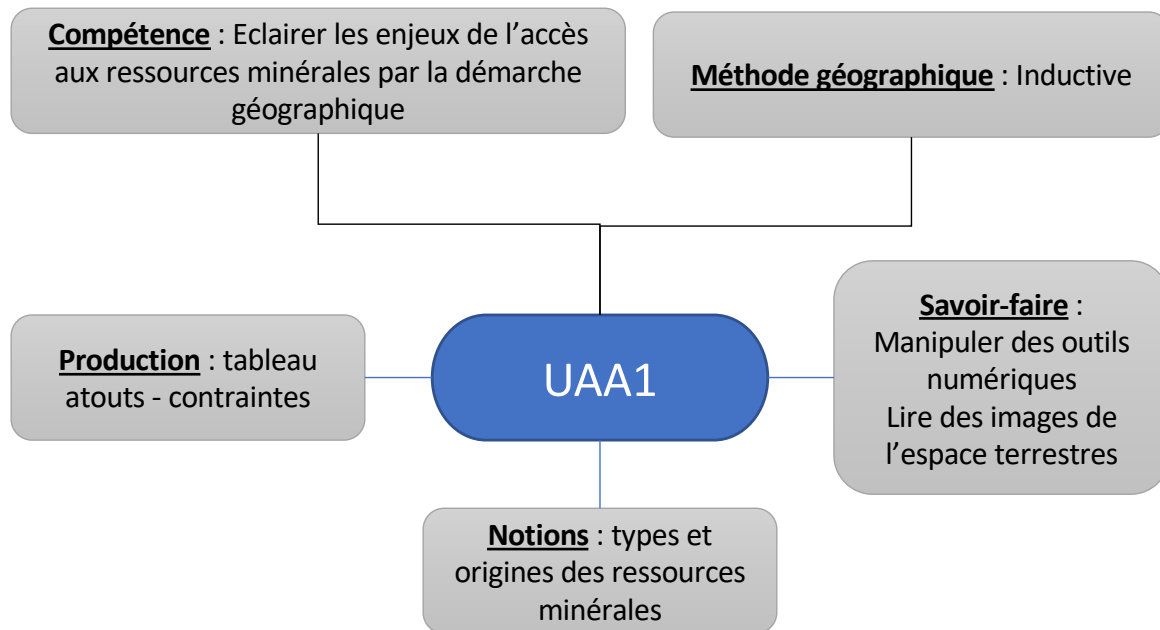 Compétence : Eclairer les enjeux de l’accès
aux ressources minérales par la démarche
géographique
Méthode géographique : Inductive
Production : tableau
atouts - contraintes
UAA1
Savoir-faire :
Manipuler des outils
numériques
Lire des images de
l’espace terrestres
Notions : types et
origines des ressources
minérales